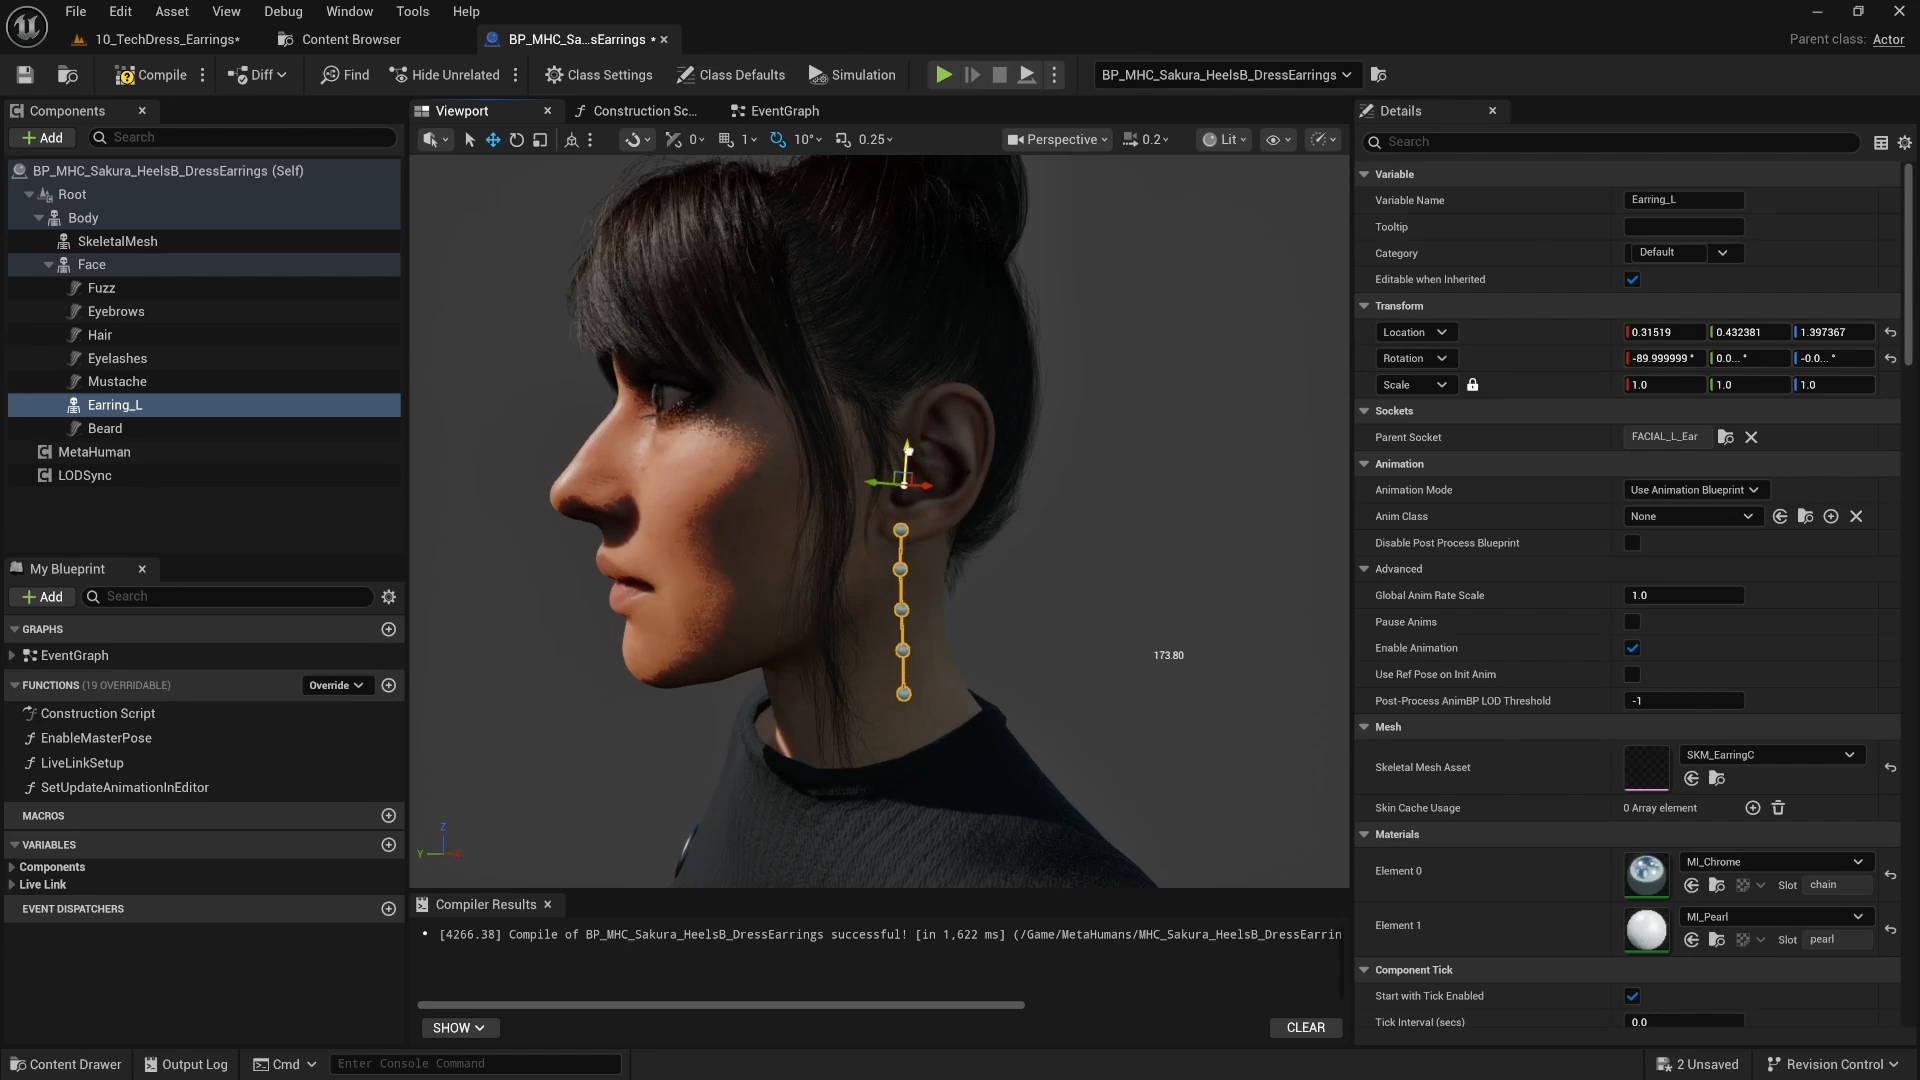 File Edit Asset View Debug Window Tools Help
10_TechDress_Earrings* Content Browser BP_MHC_Sa...sEarrings * Parent class: Actor
Compile Diff Find Hide Unrelated Class Settings Class Defaults Simulation BP_MHC_Sakura_HeelsB_DressEarrings
Components
Add Search
BP_MHC_Sakura_HeelsB_DressEarrings (Self)
Root
Body
SkeletalMesh
Face
Fuzz
Eyebrows
Hair
Eyelashes
Mustache
Earring_L
Beard
MetaHuman
LODSync
My Blueprint
Add Search
GRAPHS
EventGraph
FUNCTIONS (19 OVERRIDABLE) Override
Construction Script
EnableMasterPose
LiveLinkSetup
SetUpdateAnimationInEditor
MACROS
VARIABLES
Components
Live Link
EVENT DISPATCHERS
Viewport Construction Sc... EventGraph
0 1 10° 0.25 Perspective 0.2 Lit
173.80
Z
Y X
Compiler Results
• [4266.38] Compile of BP_MHC_Sakura_HeelsB_DressEarrings successful! [in 1,622 ms] (/Game/MetaHumans/MHC_Sakura_HeelsB_DressEarrin
SHOW CLEAR
Details
Search
Variable
Variable Name Earring_L
Tooltip
Category Default
Editable when Inherited
Transform
Location 0.31519 0.432381 1.397367
Rotation -89.999999 ° 0.0... ° -0.0... °
Scale 1.0 1.0 1.0
Sockets
Parent Socket FACIAL_L_Ear
Animation
Animation Mode Use Animation Blueprint
Anim Class None
Disable Post Process Blueprint
Advanced
Global Anim Rate Scale 1.0
Pause Anims
Enable Animation
Use Ref Pose on Init Anim
Post-Process AnimBP LOD Threshold -1
Mesh
Skeletal Mesh Asset SKM_EarringC
Skin Cache Usage 0 Array element
Materials
Element 0 MI_Chrome
Slot chain
Element 1 MI_Pearl
Slot pearl
Component Tick
Start with Tick Enabled
Tick Interval (secs) 0.0
Content Drawer Output Log Cmd Enter Console Command 2 Unsaved Revision Control